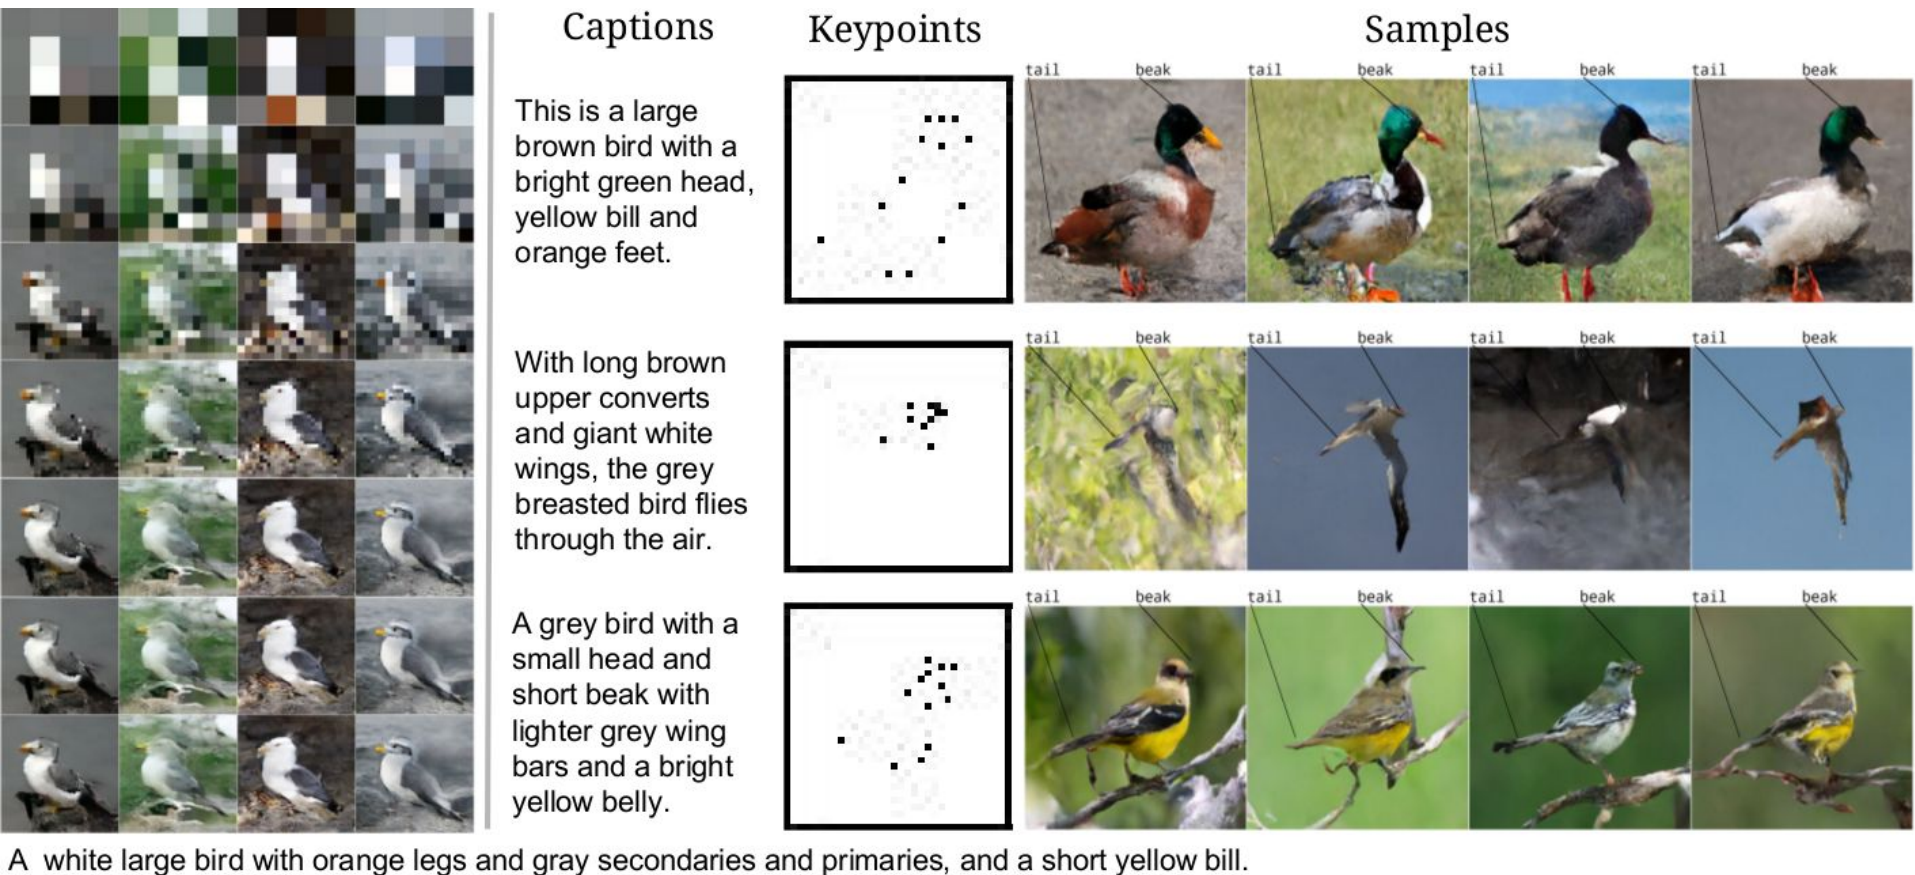 Captions
Keypoints
Samples
tail
beak
tail
beak
tail
beak
tail
beak
This is a large
brown bird with a
bright green head,
yellow bill and
orange feet.
tail
beak
tail
beak
tail
beak
tail
beak
With long brown
upper converts
and giant white
wings, the grey
breasted bird flies
through the air.
tail
beak
tail
beak
tail
beak
tail
beak
A grey bird with a
small head and
short beak with
lighter grey wing
bars and a bright
yellow belly.
A white large bird with orange legs and gray secondaries and primaries, and a short yellow bill.